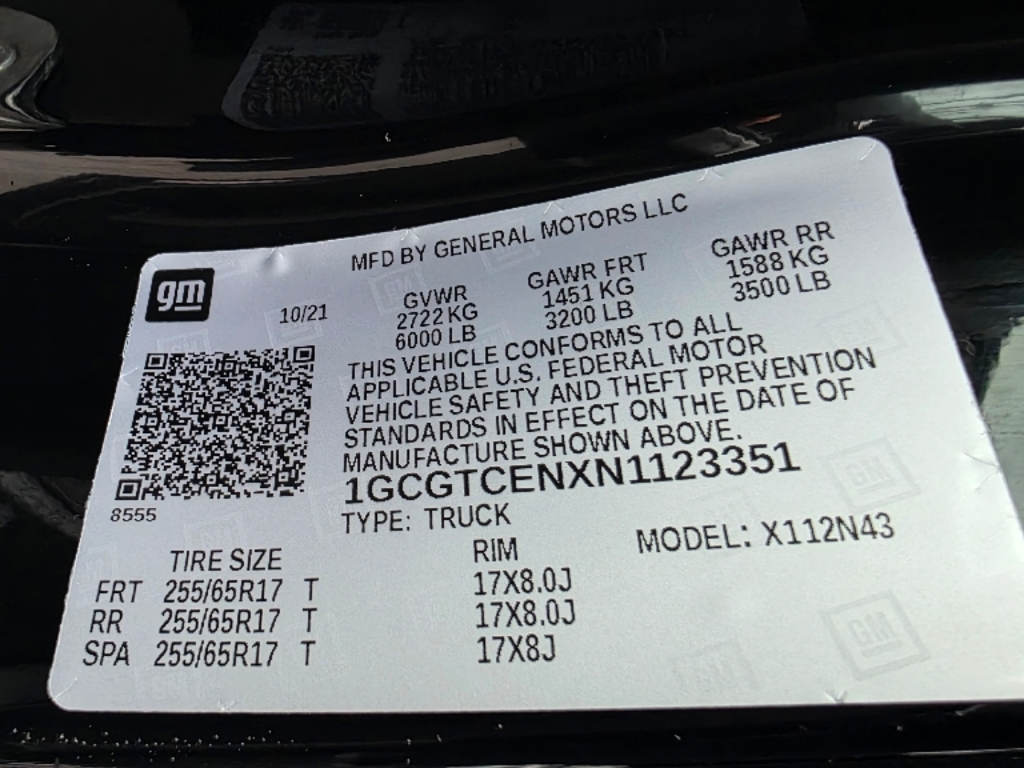 MFD BY GENERAL MOTORS LLC
gm
10/21
GVWR GAWR FRT GAWR RR
2722 KG 1451 KG 1588 KG
6000 LB 3200 LB 3500 LB
THIS VEHICLE CONFORMS TO ALL
APPLICABLE U.S. FEDERAL MOTOR
VEHICLE SAFETY AND THEFT PREVENTION
STANDARDS IN EFFECT ON THE DATE OF
MANUFACTURE SHOWN ABOVE.
1GCGTCENXN1123351
8555
TYPE: TRUCK
MODEL: X112N43
TIRE SIZE RIM
FRT 255/65R17 T 17X8.0J
RR 255/65R17 T 17X8.0J
SPA 255/65R17 T 17X8J
GM
GM
GM